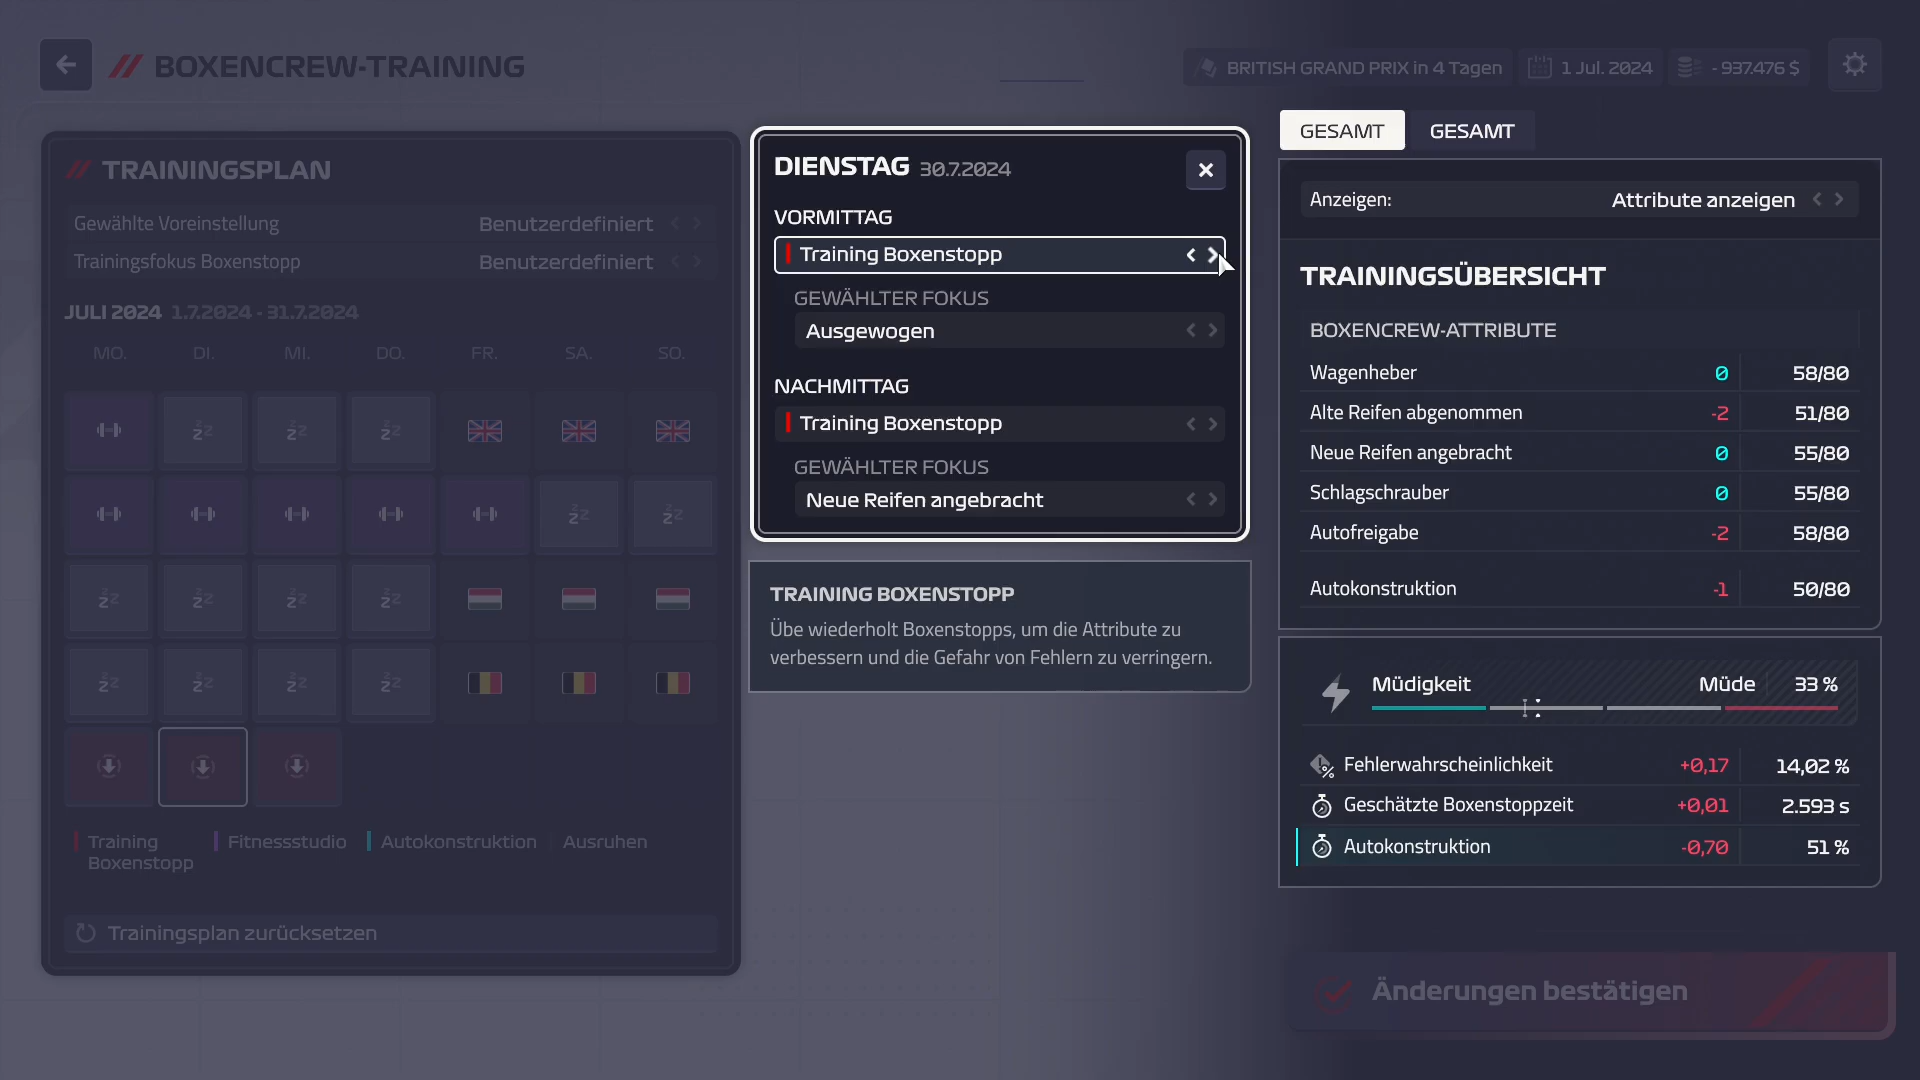 BOXENCREW-TRAINING
BRITISH GRAND PRIX in 4 Tagen
1 Jul. 2024
- 937.476 $
TRAININGSPLAN
Gewählte Voreinstellung
Benutzerdefiniert
Trainingsfokus Boxenstopp
Benutzerdefiniert
JULI 2024 1.7.2024 - 31.7.2024
MO. DI. MI. DO. FR. SA. SO.
Training
Boxenstopp
Fitnessstudio
Autokonstruktion
Ausruhen
Trainingsplan zurücksetzen
DIENSTAG 30.7.2024
VORMITTAG
Training Boxenstopp
GEWÄHLTER FOKUS
Ausgewogen
NACHMITTAG
Training Boxenstopp
GEWÄHLTER FOKUS
Neue Reifen angebracht
TRAINING BOXENSTOPP
Übe wiederholt Boxenstopps, um die Attribute zu
verbessern und die Gefahr von Fehlern zu verringern.
GESAMT GESAMT
Anzeigen: Attribute anzeigen
TRAININGSÜBERSICHT
BOXENCREW-ATTRIBUTE
Wagenheber 0 58/80
Alte Reifen abgenommen -2 51/80
Neue Reifen angebracht 0 55/80
Schlagschrauber 0 55/80
Autofreigabe -2 58/80
Autokonstruktion -1 50/80
Müdigkeit Müde 33 %
Fehlerwahrscheinlichkeit +0,17 14,02 %
Geschätzte Boxenstoppzeit +0,01 2.593 s
Autokonstruktion -0,70 51 %
Änderungen bestätigen